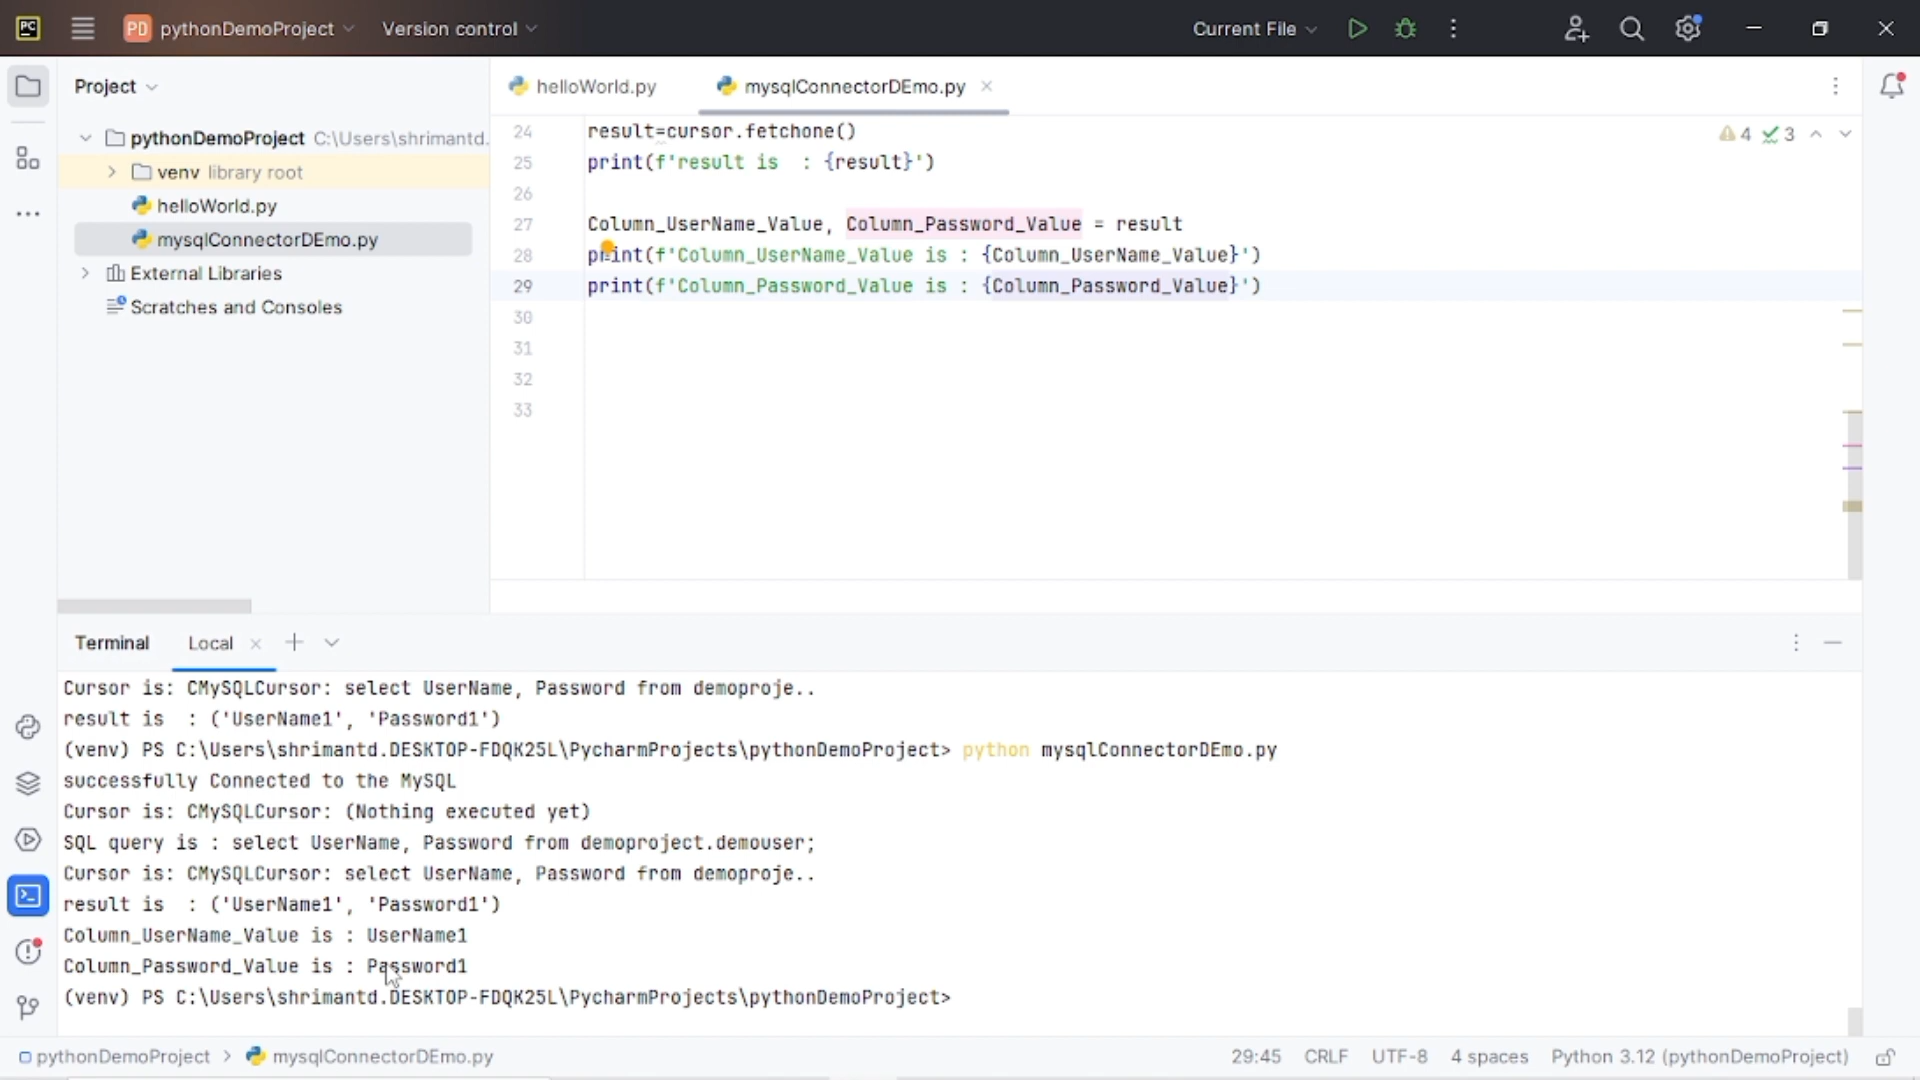 PC PD pythonDemoProject Version control Current File
Project
helloWorld.py mysqlConnectorDEmo.py
pythonDemoProject C:\Users\shrimantd.
venv library root
helloWorld.py
mysqlConnectorDEmo.py
External Libraries
Scratches and Consoles
4 3
24 result=cursor.fetchone()
25 print(f'result is  : {result}')
26
27 Column_UserName_Value, Column_Password_Value = result
28 print(f'Column_UserName_Value is : {Column_UserName_Value}')
29 print(f'Column_Password_Value is : {Column_Password_Value}')
30
31
32
33
Terminal Local
Cursor is: CMySQLCursor: select UserName, Password from demoproje..
result is  : ('UserName1', 'Password1')
(venv) PS C:\Users\shrimantd.DESKTOP-FDQK25L\PycharmProjects\pythonDemoProject> python mysqlConnectorDEmo.py
successfully Connected to the MySQL
Cursor is: CMySQLCursor: (Nothing executed yet)
SQL query is : select UserName, Password from demoproject.demouser;
Cursor is: CMySQLCursor: select UserName, Password from demoproje..
result is  : ('UserName1', 'Password1')
Column_UserName_Value is : UserName1
Column_Password_Value is : Password1
(venv) PS C:\Users\shrimantd.DESKTOP-FDQK25L\PycharmProjects\pythonDemoProject>
pythonDemoProject > mysqlConnectorDEmo.py 29:45 CRLF UTF-8 4 spaces Python 3.12 (pythonDemoProject)